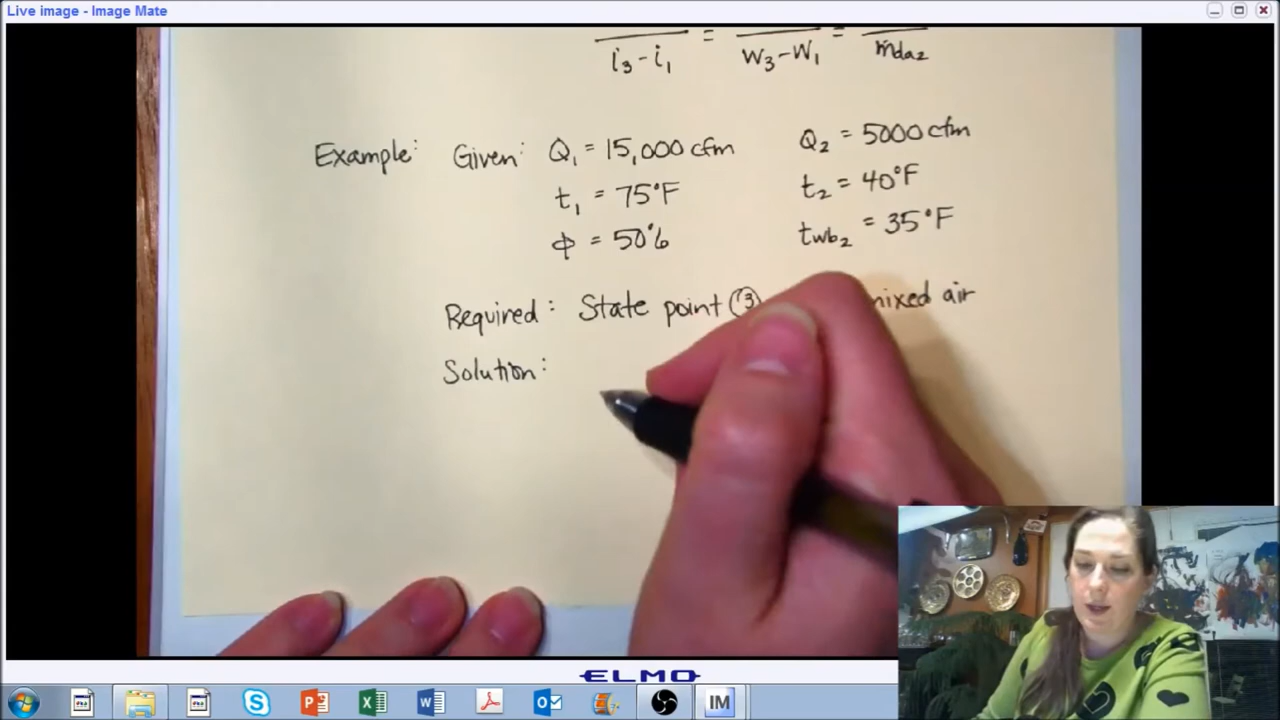 Live image - Image Mate
i₃ - i₁ = W₃ - W₁ = ṁda₂
Example: Given: Q₁ = 15,000 cfm Q₂ = 5000 cfm
t₁ = 75°F t₂ = 40°F
ϕ = 50% twb₂ = 35°F
Required: State point (3) mixed air
Solution:
ELMO
IM